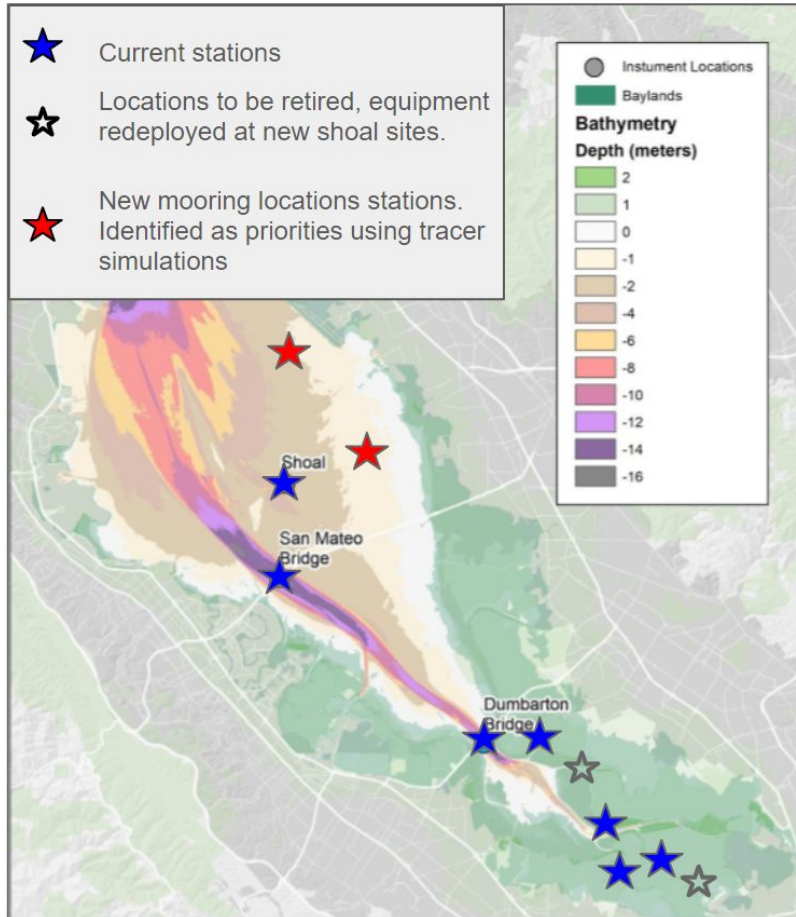 Current stations
Locations to be retired, equipment
redeployed at new shoal sites.
New mooring locations stations.
Identified as priorities using tracer
simulations
Instument Locations
Baylands
Bathymetry
Depth (meters)
2
1
0
-1
-2
-4
-6
-8
-10
-12
-14
-16
Shoal
San Mateo
Bridge
Dumbarton
Bridge